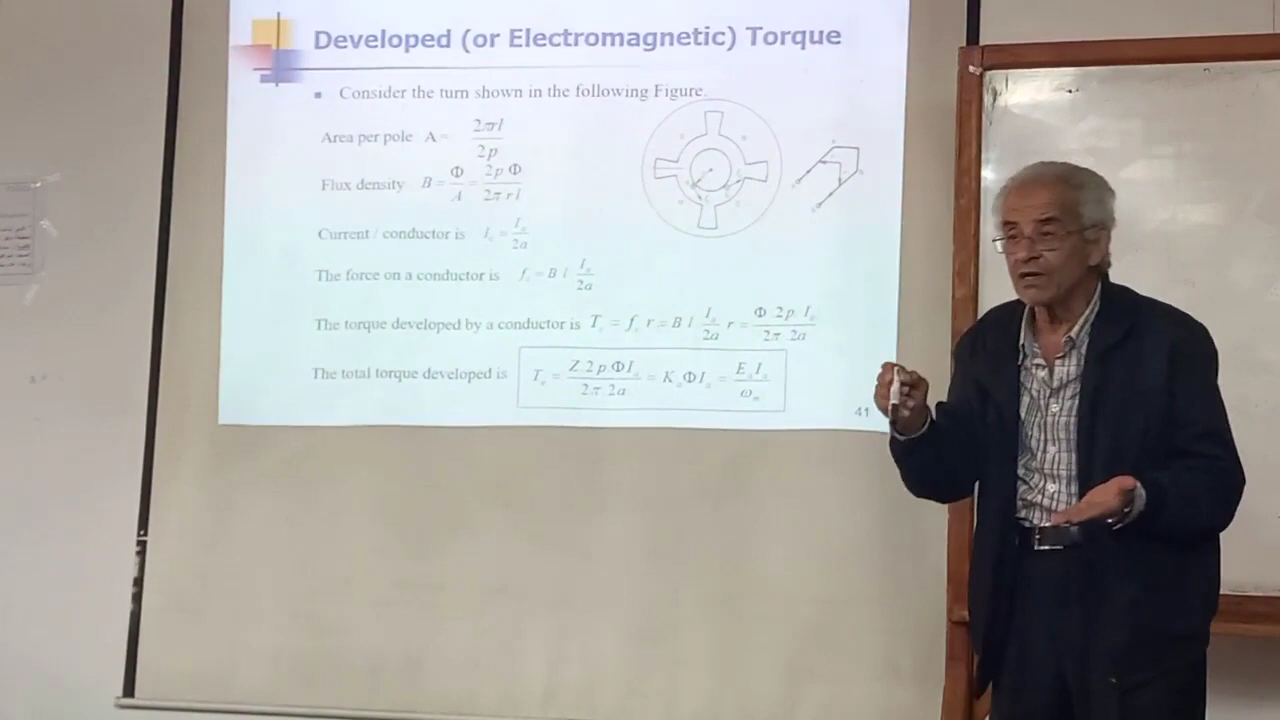 Developed (or Electromagnetic) Torque
▪ Consider the turn shown in the following Figure.
Area per pole A = 2πrl / 2p
Flux density B = Φ / A = 2p Φ / 2π rl
Current / conductor is I_c = I_a / 2a
The force on a conductor is f_c = B l I_a / 2a
The torque developed by a conductor is T_c = f_c r = B l I_a / 2a r = Φ 2p I_a / 2π 2a
The total torque developed is T_e = Z 2p ΦI_a / 2π 2a = K_a ΦI_a = E_a I_a / ω_m
41